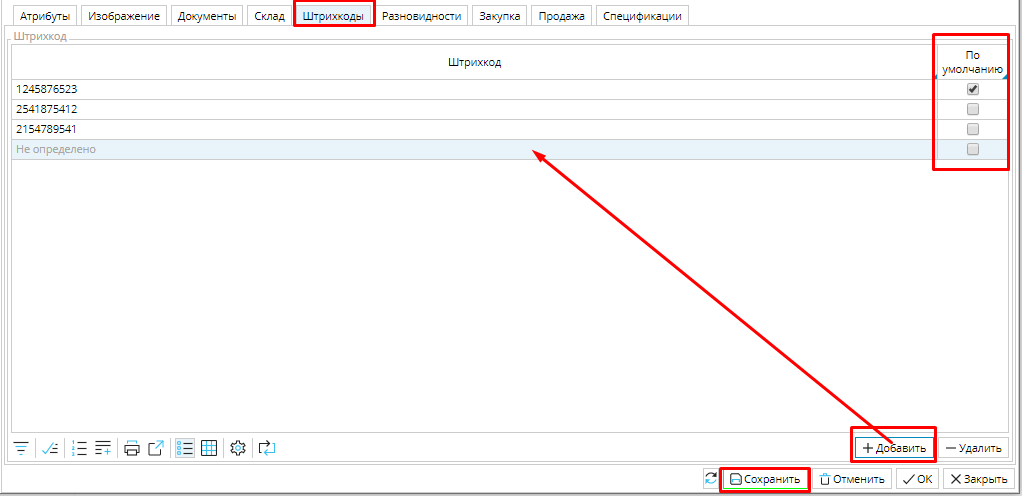 Атрибуты Изображение Документы Склад Штрихкоды Разновидности Закупка Продажа Спецификации
Штрихкод
Штрихкод По
умолчанию
1245876523
2541875412
2154789541
Не определено
Добавить Удалить
Сохранить Отменить OK Закрыть